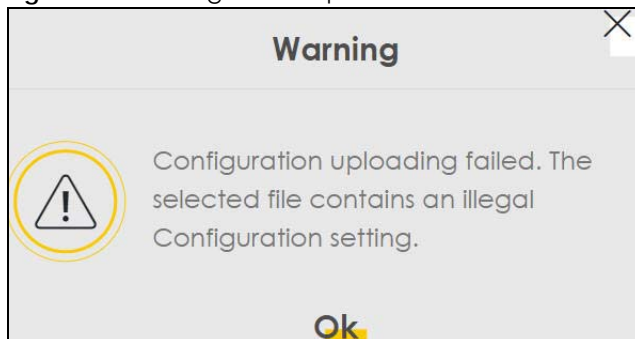 Warning
Configuration uploading failed. The
selected file contains an illegal
Configuration setting.
Ok